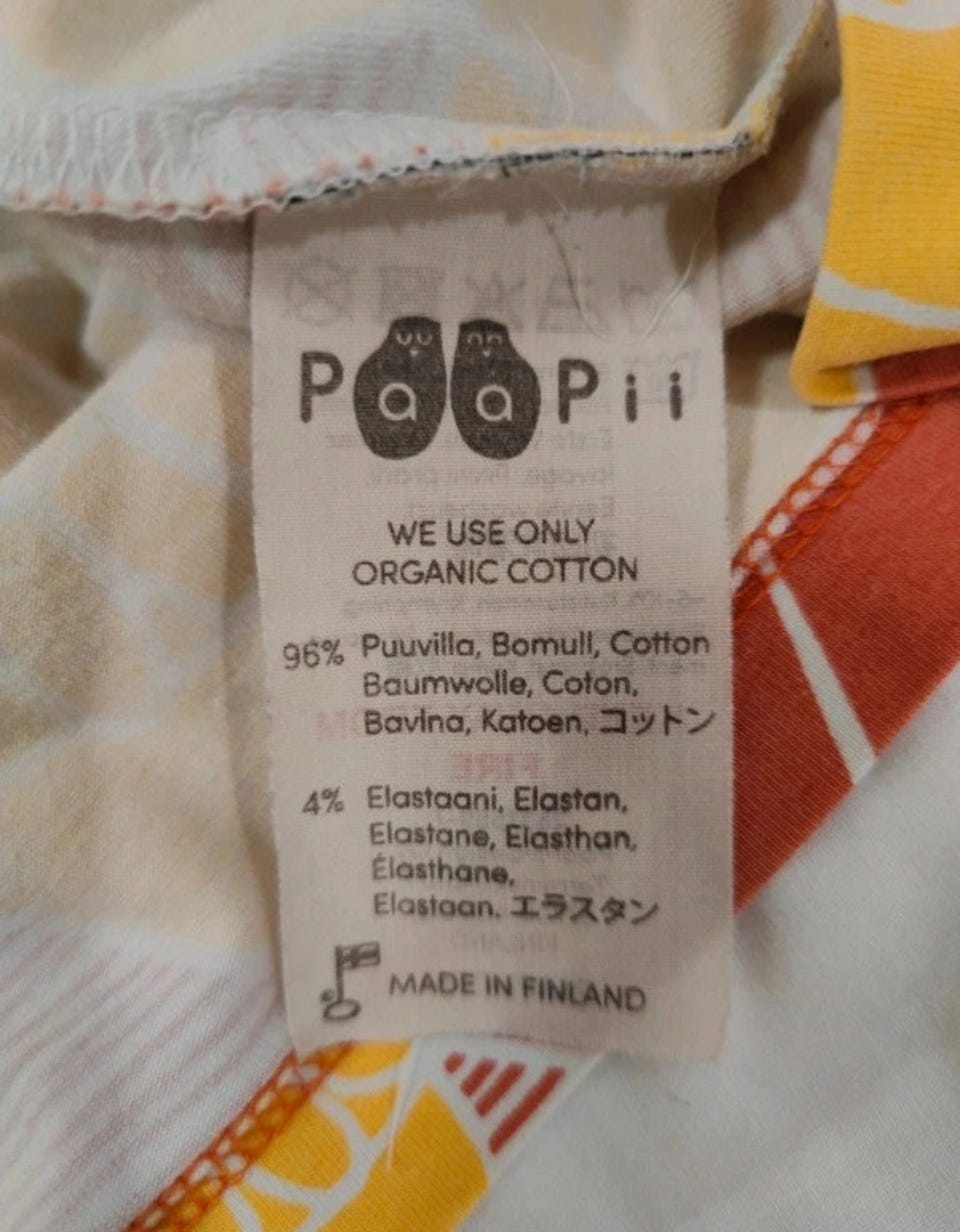 PaaPii
WE USE ONLY
ORGANIC COTTON
96% Puuvilla, Bomull, Cotton
Baumwolle, Coton,
Bavlna, Katoen, コットン
4% Elastaani, Elastan,
Elastane, Elasthan,
Élasthane,
Elastaan. エラスタン
MADE IN FINLAND